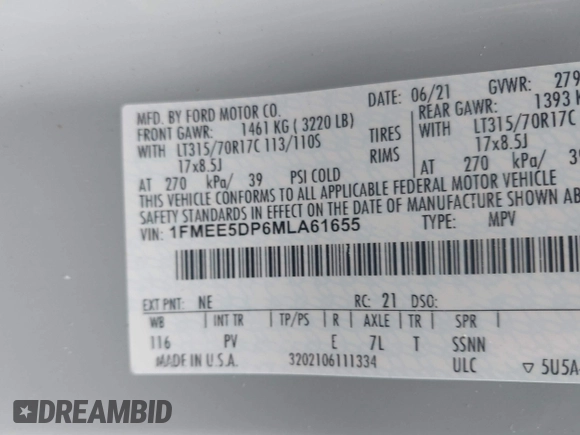 MFD. BY FORD MOTOR CO.
DATE: 06/21 GVWR: 279
FRONT GAWR: 1461 KG ( 3220 LB)
REAR GAWR: 1393 K
WITH LT315/70R17C 113/110S TIRES WITH LT315/70R17C
17x8.5J RIMS 17x8.5J
AT 270 kPa/ 39 PSI COLD AT 270 kPa/ 39
THIS VEHICLE CONFORMS TO ALL APPLICABLE FEDERAL MOTOR VEHICLE
SAFETY STANDARDS IN EFFECT ON THE DATE OF MANUFACTURE SHOWN AB
VIN: 1FMEE5DP6MLA61655 TYPE: MPV
EXT PNT: NE RC: 21 DSO:
WB INT TR TP/PS R AXLE TR SPR
116 PV E 7L T SSNN
MADE IN U.S.A. 3202106111334 ULC ▽ 5U5A
DREAMBID